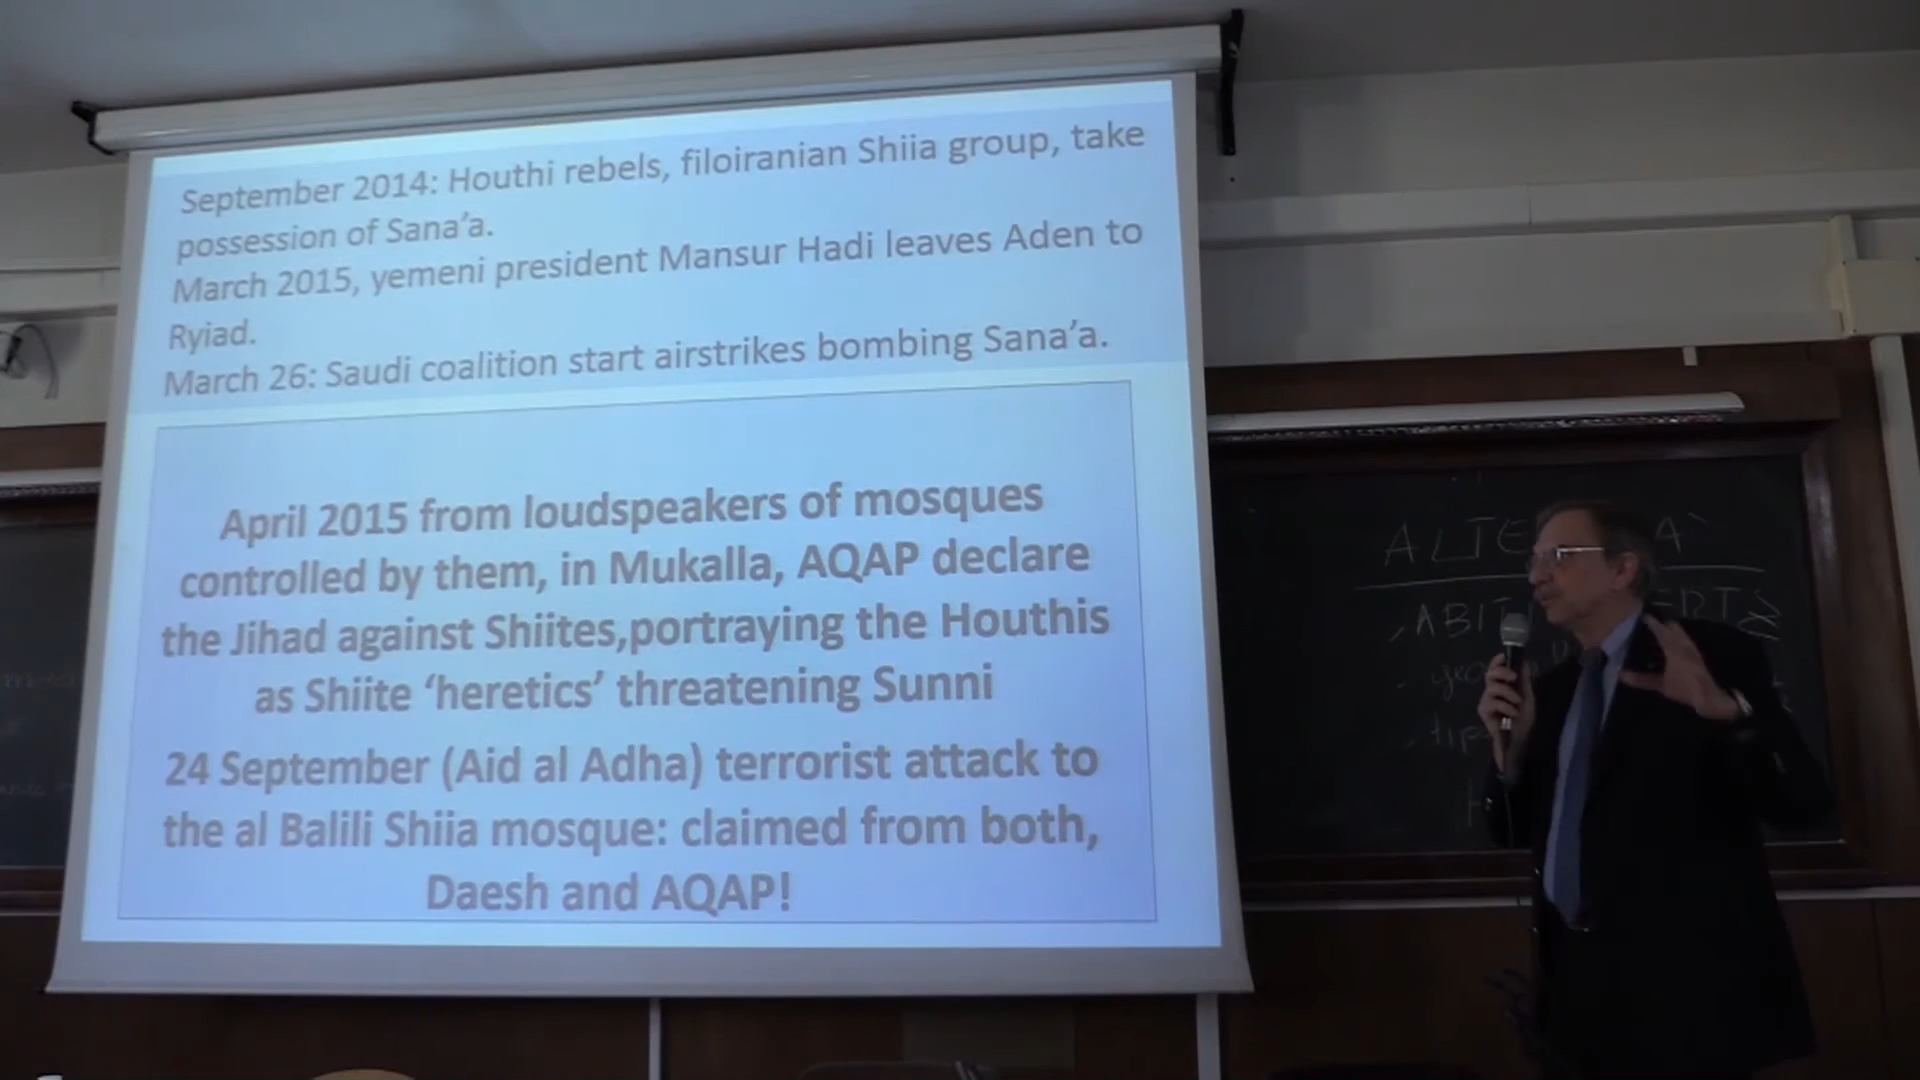 September 2014: Houthi rebels, filoiranian Shiia group, take
possession of Sana’a.
March 2015, yemeni president Mansur Hadi leaves Aden to
Ryiad.
March 26: Saudi coalition start airstrikes bombing Sana’a.
April 2015 from loudspeakers of mosques
controlled by them, in Mukalla, AQAP declare
the Jihad against Shiites,portraying the Houthis
as Shiite ‘heretics’ threatening Sunni
24 September (Aid al Adha) terrorist attack to
the al Balili Shiia mosque: claimed from both,
Daesh and AQAP!